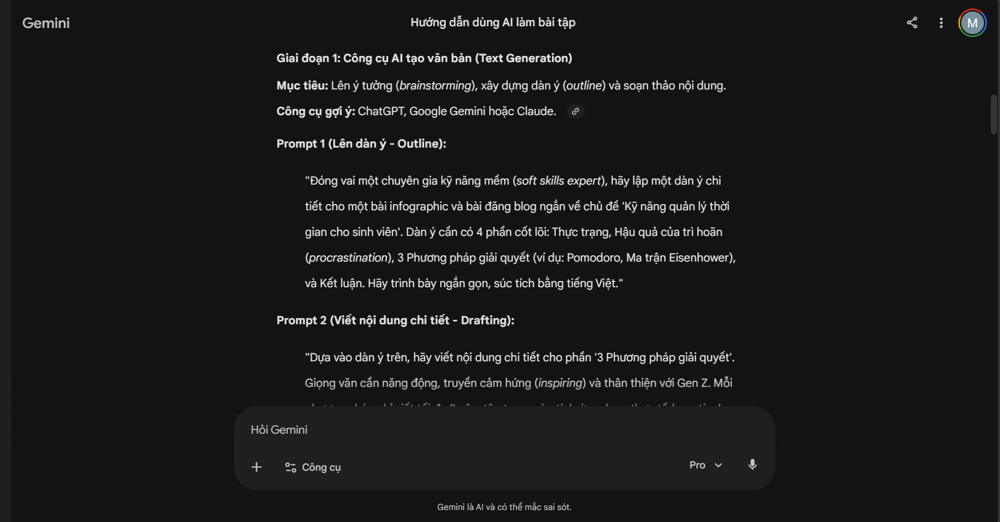 Gemini
Hướng dẫn dùng AI làm bài tập
M
Giai đoạn 1: Công cụ AI tạo văn bản (Text Generation)
Mục tiêu: Lên ý tưởng (brainstorming), xây dựng dàn ý (outline) và soạn thảo nội dung.
Công cụ gợi ý: ChatGPT, Google Gemini hoặc Claude.
Prompt 1 (Lên dàn ý - Outline):
"Đóng vai một chuyên gia kỹ năng mềm (soft skills expert), hãy lập một dàn ý chi
tiết cho một bài infographic và bài đăng blog ngắn về chủ đề 'Kỹ năng quản lý thời
gian cho sinh viên'. Dàn ý cần có 4 phần cốt lõi: Thực trạng, Hậu quả của trì hoãn
(procrastination), 3 Phương pháp giải quyết (ví dụ: Pomodoro, Ma trận Eisenhower),
và Kết luận. Hãy trình bày ngắn gọn, súc tích bằng tiếng Việt."
Prompt 2 (Viết nội dung chi tiết - Drafting):
"Dựa vào dàn ý trên, hãy viết nội dung chi tiết cho phần '3 Phương pháp giải quyết'.
Giọng văn cần năng động, truyền cảm hứng (inspiring) và thân thiện với Gen Z. Mỗi
Hỏi Gemini
Công cụ
Pro
Gemini là AI và có thể mắc sai sót.